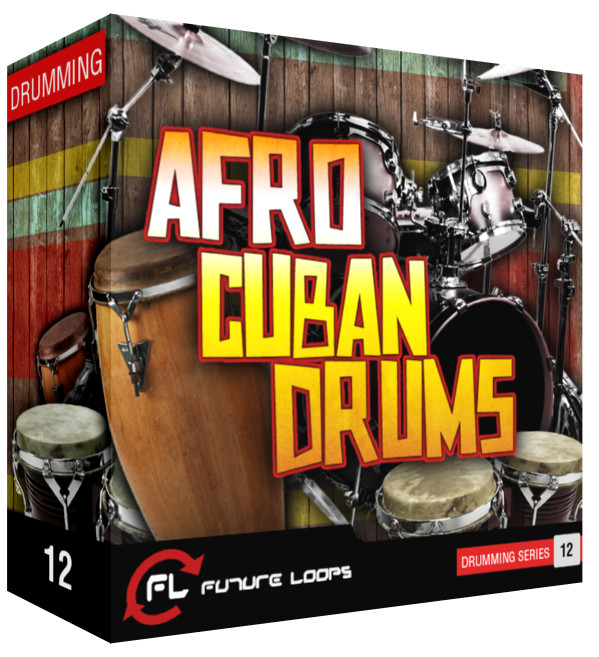 DRUMMING
AFRO
CUBAN
DRUMS
12
FL FUTURE LOOPS
DRUMMING SERIES 12